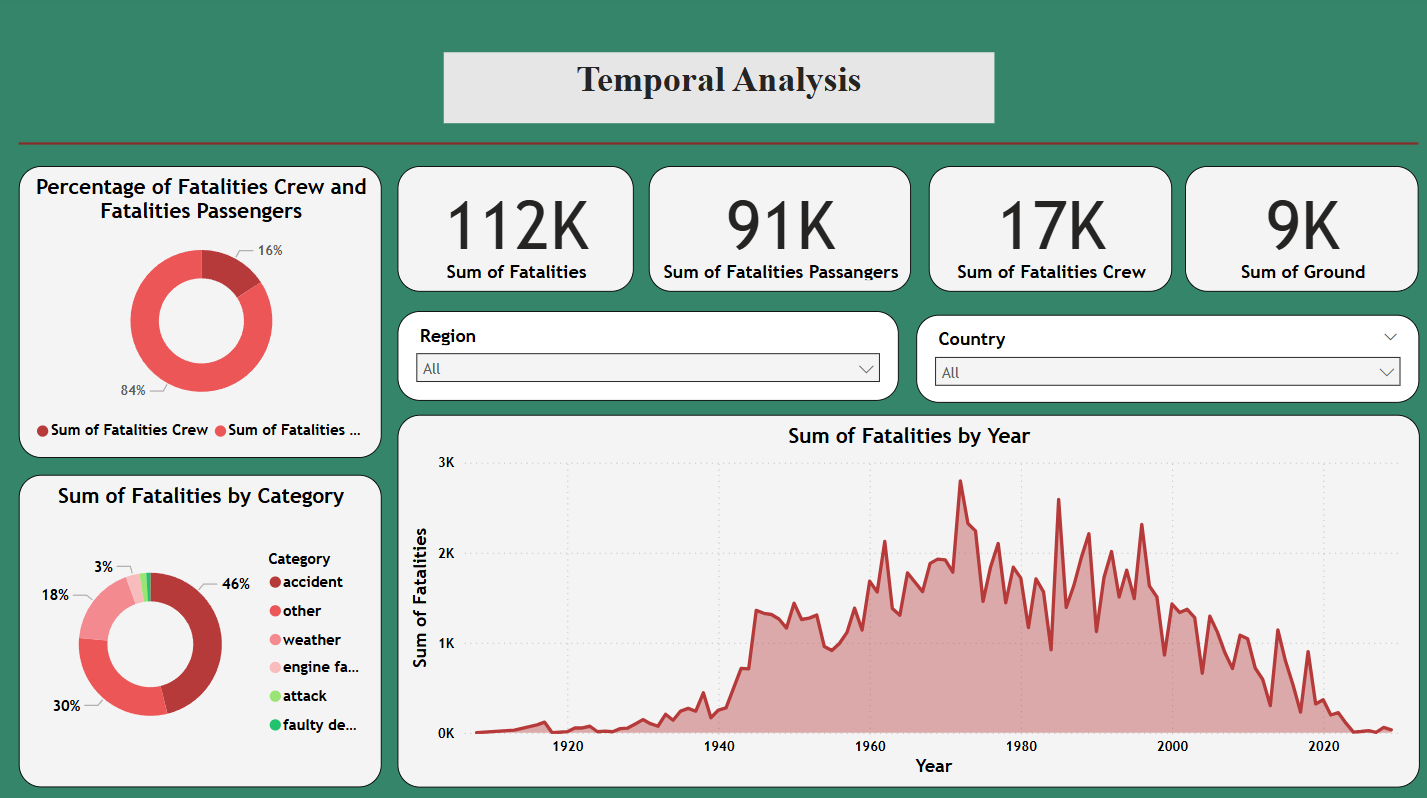 Temporal Analysis
Percentage of Fatalities Crew and
Fatalities Passengers
16%
84%
Sum of Fatalities Crew
Sum of Fatalities ...
112K
Sum of Fatalities
91K
Sum of Fatalities Passangers
17K
Sum of Fatalities Crew
9K
Sum of Ground
Region
All
Country
All
Sum of Fatalities by Category
3%
46%
18%
30%
Category
accident
other
weather
engine fa...
attack
faulty de...
Sum of Fatalities by Year
Sum of Fatalities
3K
2K
1K
0K
1920
1940
1960
1980
2000
2020
Year